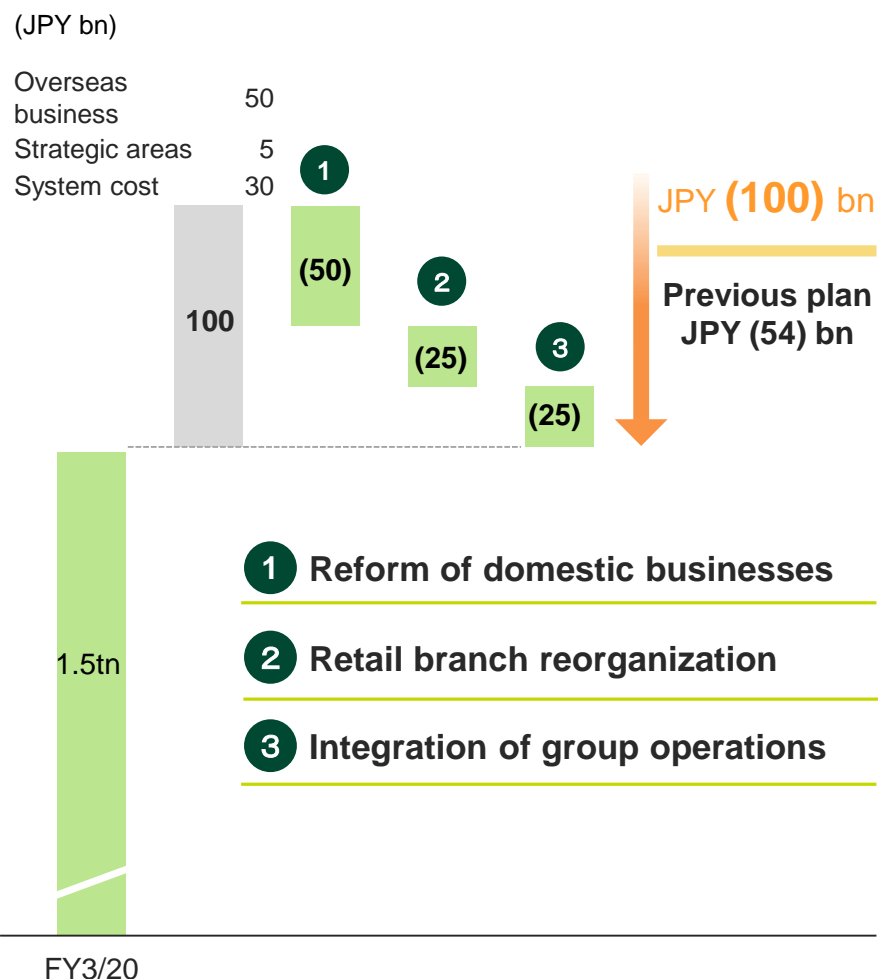 (JPY bn)
Overseas
business 50
Strategic areas 5
System cost 30
1
(50)
100
2
(25)
3
(25)
JPY (100) bn
Previous plan
JPY (54) bn
1 Reform of domestic businesses
2 Retail branch reorganization
3 Integration of group operations
1.5tn
FY3/20